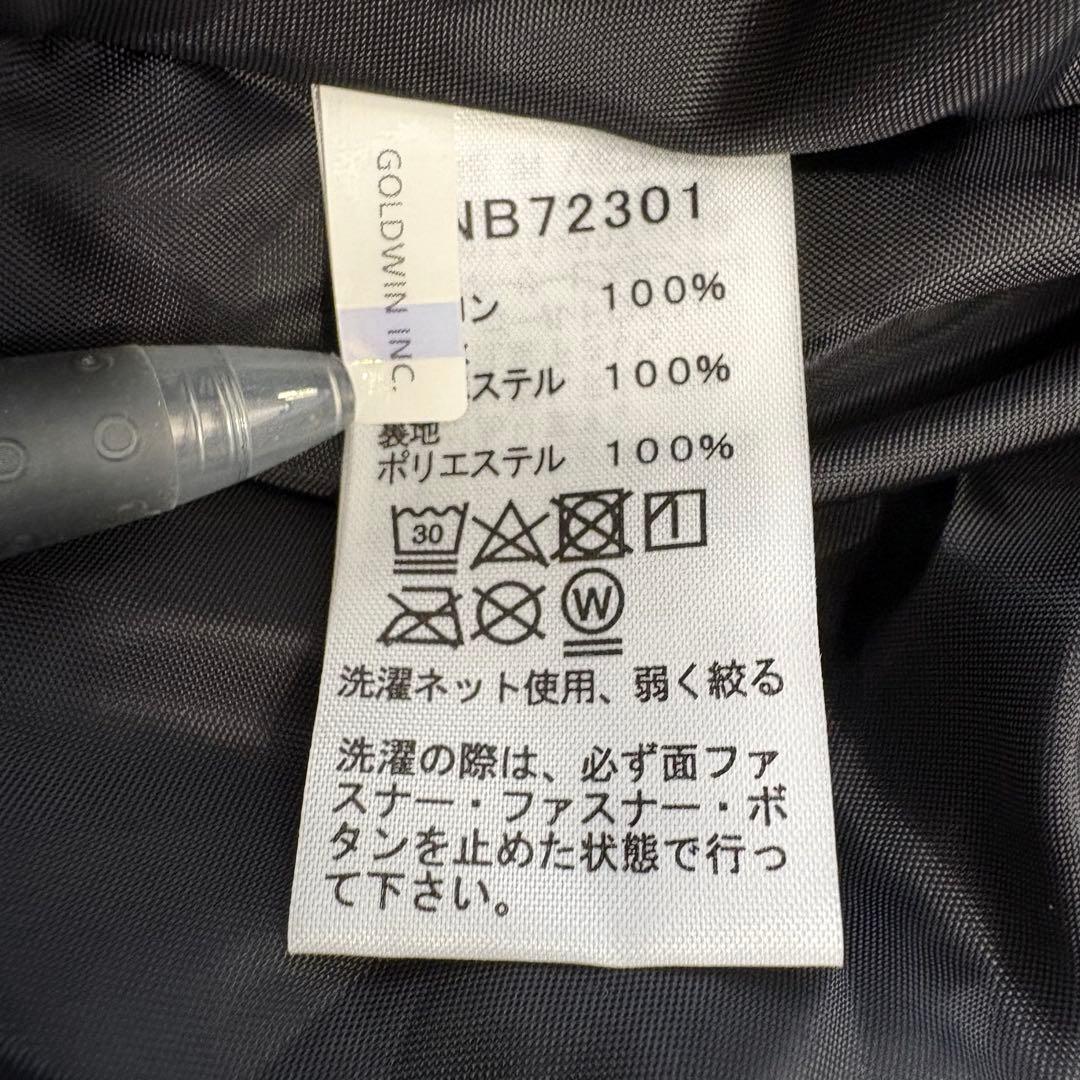 GOLDWIN INC.
NB72301
ン 100%
ステル 100%
裏地
ポリエステル 100%
30
W
洗濯ネット使用、弱く絞る
洗濯の際は、必ず面ファ
スナー・ファスナー・ボ
タンを止めた状態で行っ
て下さい。